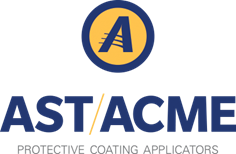 A
AST/ACME
PROTECTIVE COATING APPLICATORS